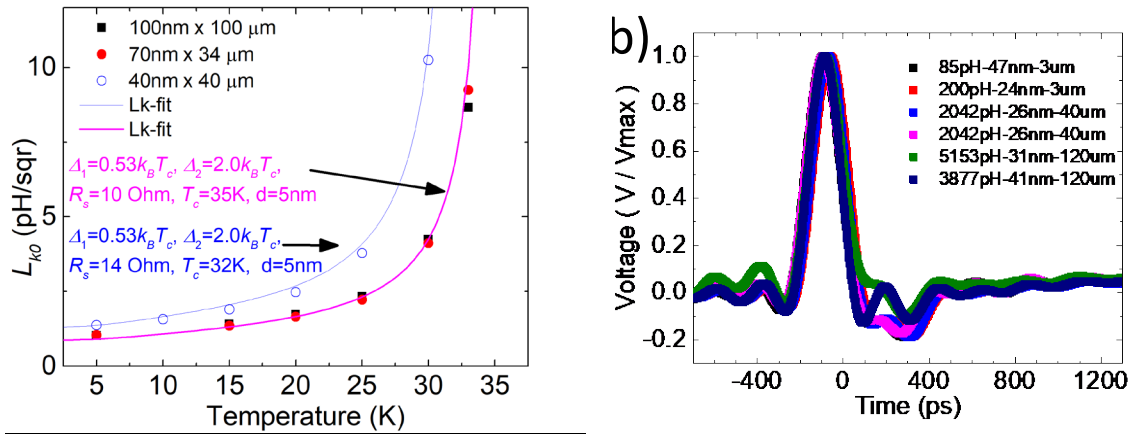 100nm x 100 μm
70nm x 34 μm
40nm x 40 μm
Lk-fit
Lk-fit
Δ1=0.53kBTc, Δ2=2.0kBTc,
Rs=10 Ohm, Tc=35K, d=5nm
Δ1=0.53kBTc, Δ2=2.0kBTc,
Rs=14 Ohm, Tc=32K, d=5nm
Lk0 (pH/sqr)
10
5
0
5 10 15 20 25 30 35
Temperature (K)
b)
85pH-47nm-3um
200pH-24nm-3um
2042pH-26nm-40um
2042pH-26nm-40um
5153pH-31nm-120um
3877pH-41nm-120um
Voltage ( V / Vmax)
1.0
0.8
0.6
0.4
0.2
0.0
-0.2
-400 0 400 800 1200
Time (ps)